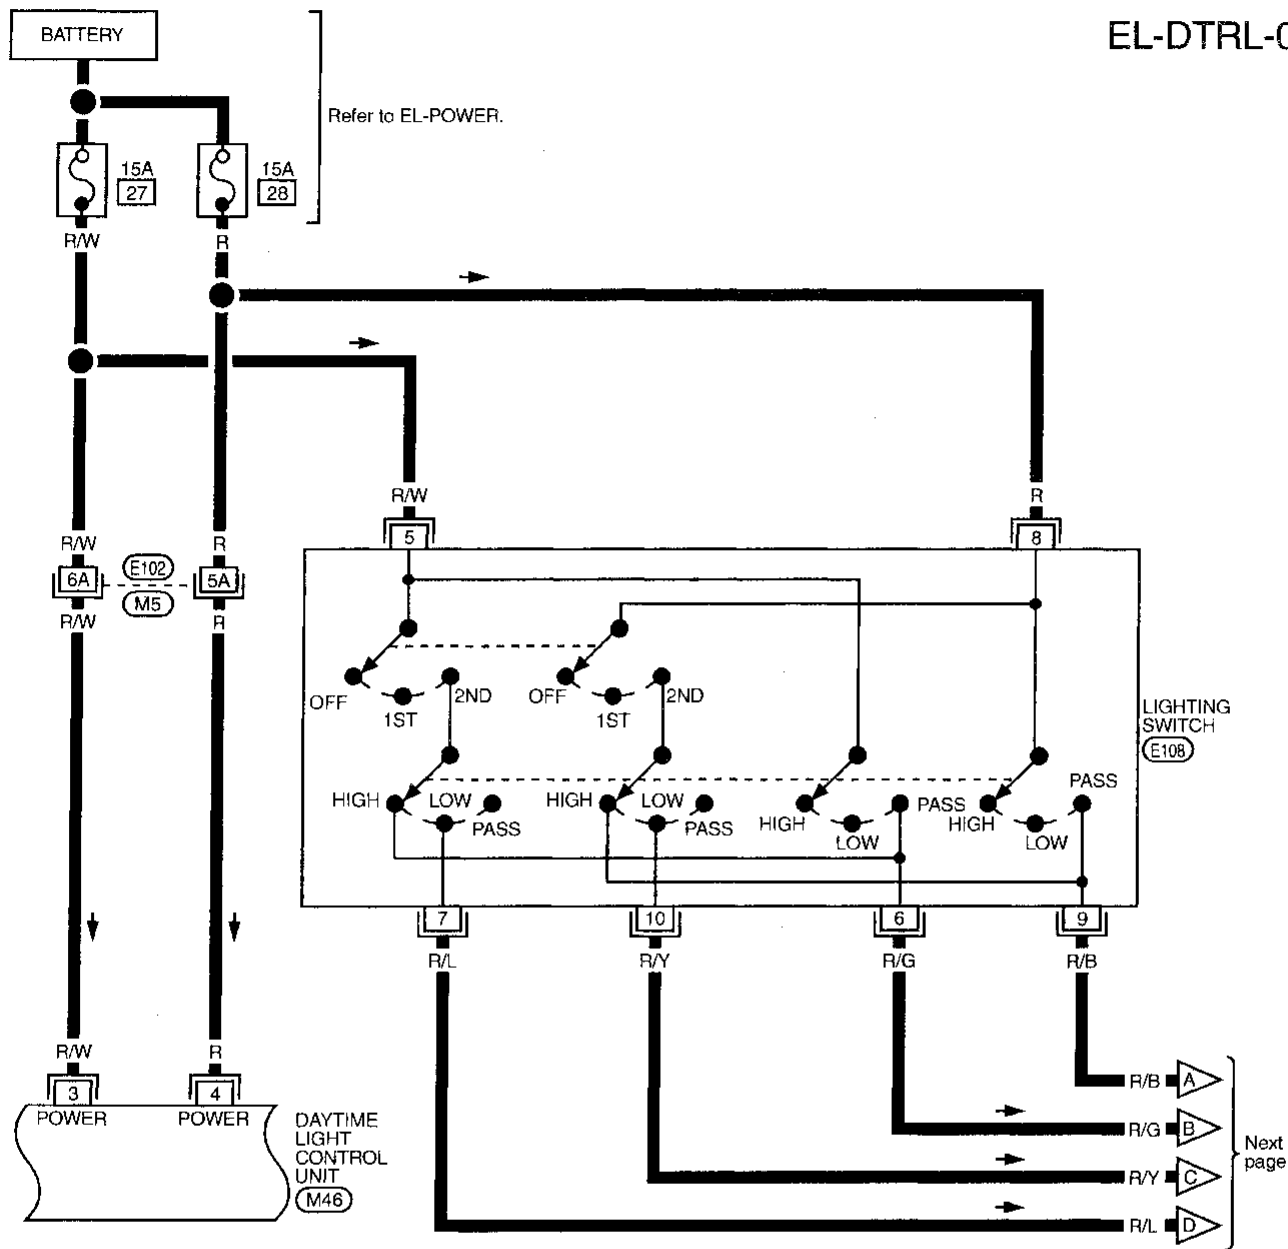 EL-DTRL-0
BATTERY
Refer to EL-POWER.
15A
27
15A
28
R/W
R
R/W
R
5
8
R/W
R
6A
E102
5A
M5
R/W
R
OFF
1ST
2ND
OFF
1ST
2ND
LIGHTING
SWITCH
E108
HIGH
LOW
PASS
HIGH
LOW
PASS
HIGH
LOW
PASS
HIGH
LOW
PASS
7
10
6
9
R/L
R/Y
R/G
R/B
R/W
R
3
4
POWER
POWER
DAYTIME
LIGHT
CONTROL
UNIT
M46
R/B
A
R/G
B
R/Y
C
R/L
D
Next
page